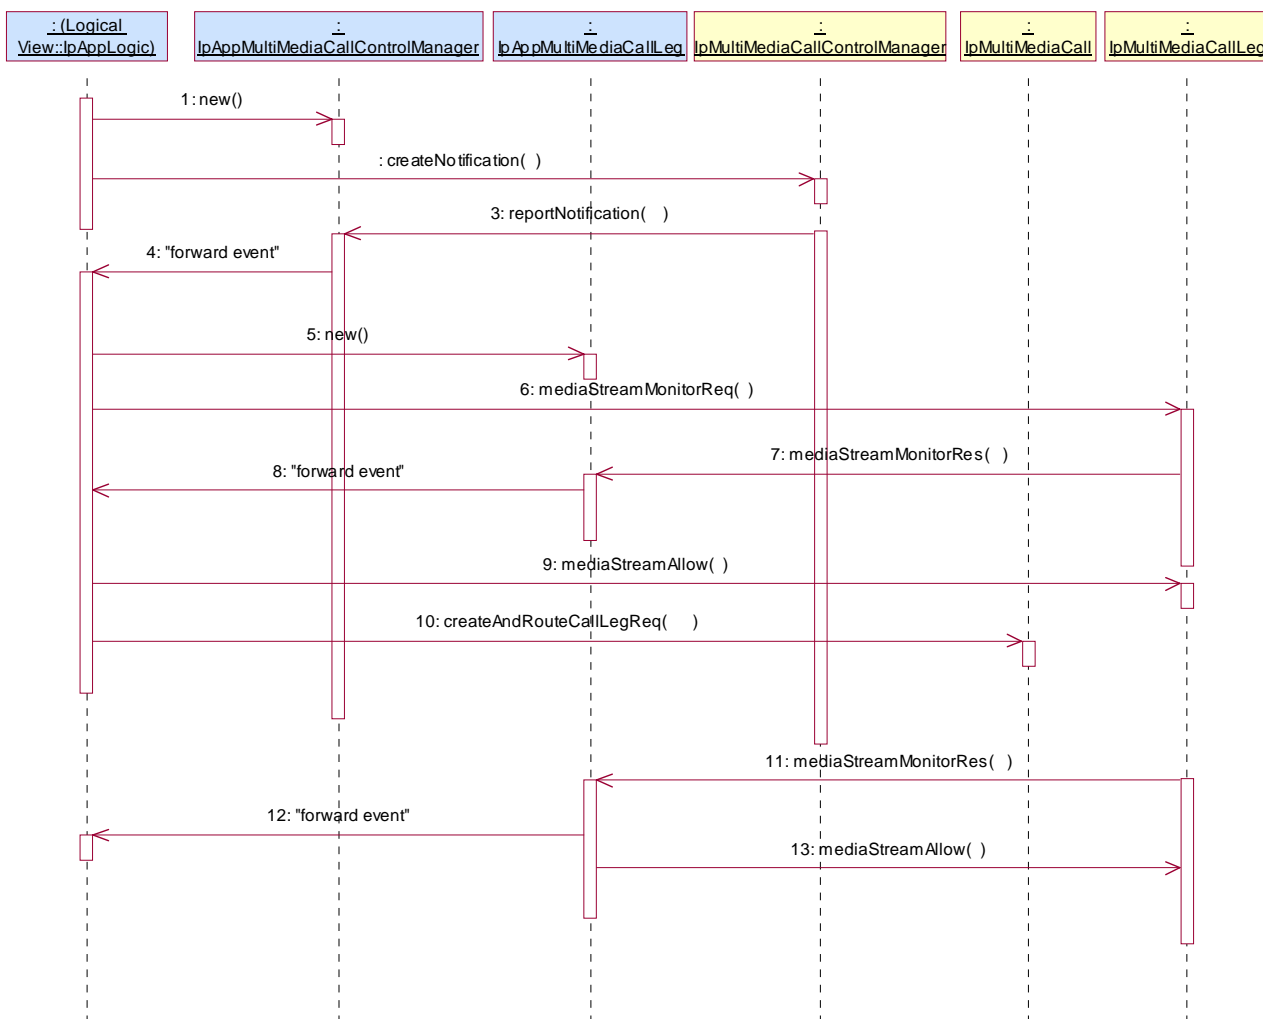 : (Logical
View::IpAppLogic)
:
IpAppMultiMediaCallControlManager
:
IpAppMultiMediaCallLeg
:
IpMultiMediaCallControlManager
:
IpMultiMediaCall
:
IpMultiMediaCallLeg
1: new()
: createNotification( )
3: reportNotification( )
4: "forward event"
5: new()
6: mediaStreamMonitorReq( )
7: mediaStreamMonitorRes( )
8: "forward event"
9: mediaStreamAllow( )
10: createAndRouteCallLegReq( )
11: mediaStreamMonitorRes( )
12: "forward event"
13: mediaStreamAllow( )